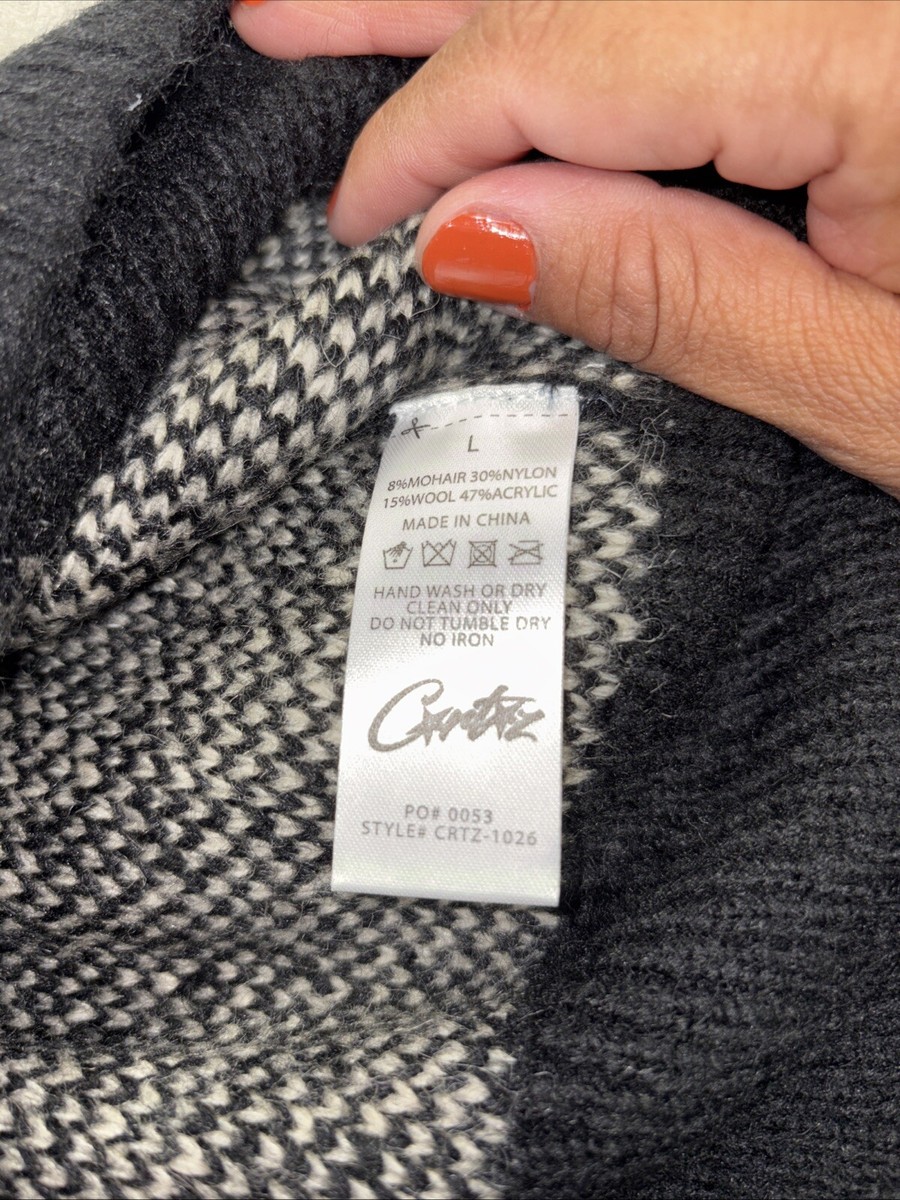 L
8%MOHAIR 30%NYLON
15%WOOL 47%ACRYLIC
MADE IN CHINA
HAND WASH OR DRY
CLEAN ONLY
DO NOT TUMBLE DRY
NO IRON
Crtz
PO# 0053
STYLE# CRTZ-1026